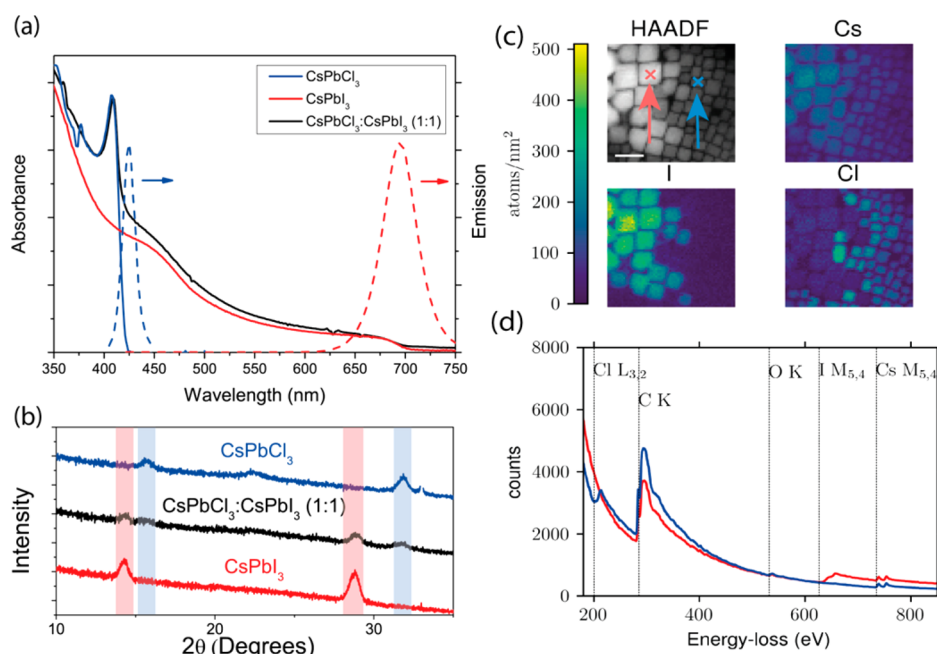 (a)
CsPbCl3
CsPbI3
CsPbCl3:CsPbI3 (1:1)
Absorbance
Emission
350 400 450 500 550 600 650 700 750
Wavelength (nm)
(b)
CsPbCl3
CsPbCl3:CsPbI3 (1:1)
CsPbI3
Intensity
10 20 30
2θ (Degrees)
(c)
HAADF
Cs
I
Cl
500
400
300
200
100
0
atoms/nm²
(d)
8000
6000
4000
2000
0
counts
Cl L3,2
C K
O K
I M5,4
Cs M5,4
200 400 600 800
Energy-loss (eV)